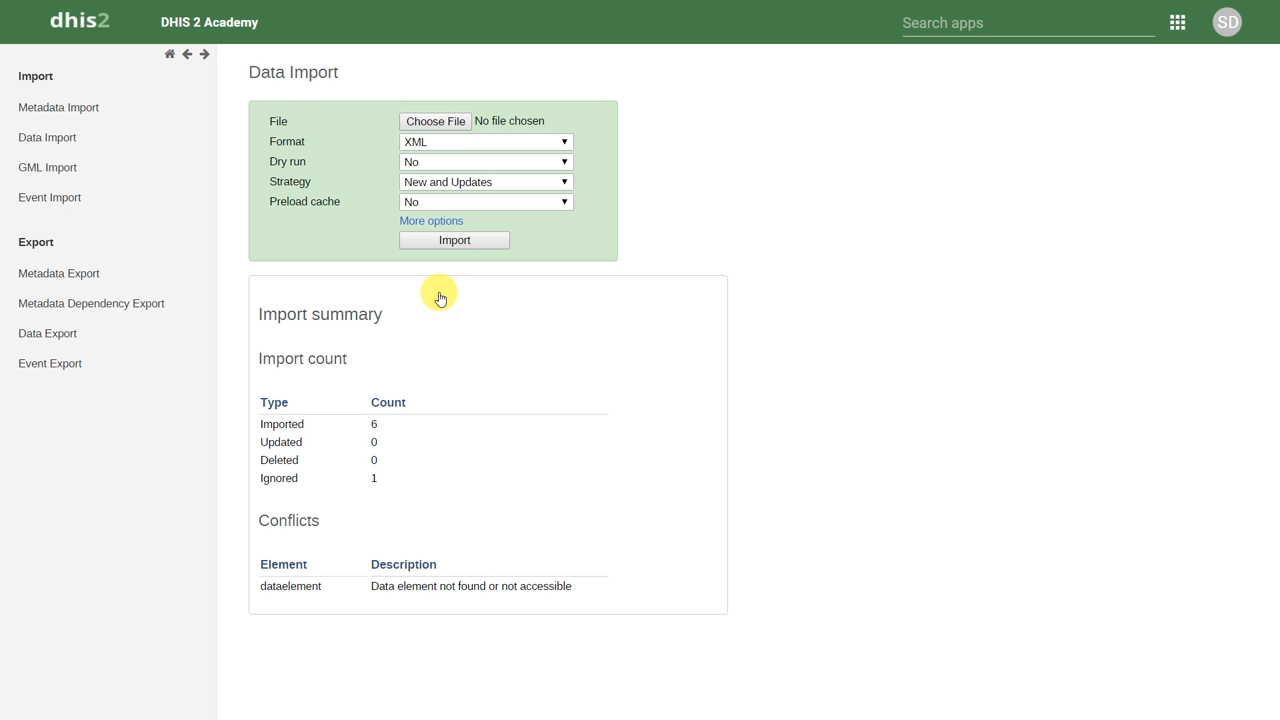 dhis2
DHIS 2 Academy
Search apps
SD
Import
Metadata Import
Data Import
GML Import
Event Import
Export
Metadata Export
Metadata Dependency Export
Data Export
Event Export
Data Import
File Choose File No file chosen
Format XML
Dry run No
Strategy New and Updates
Preload cache No
More options
Import
Import summary
Import count
Type Count
Imported 6
Updated 0
Deleted 0
Ignored 1
Conflicts
Element Description
dataelement Data element not found or not accessible